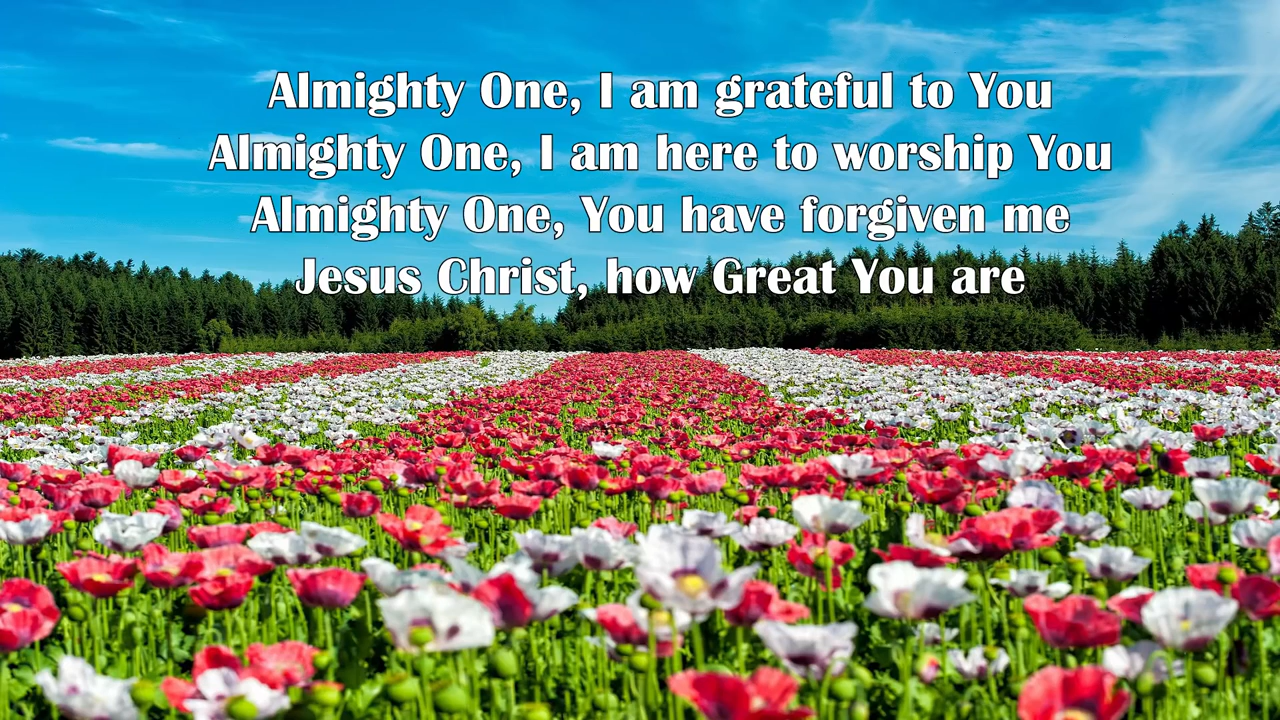 Almighty One, I am grateful to You
Almighty One, I am here to worship You
Almighty One, You have forgiven me
Jesus Christ, how Great You are